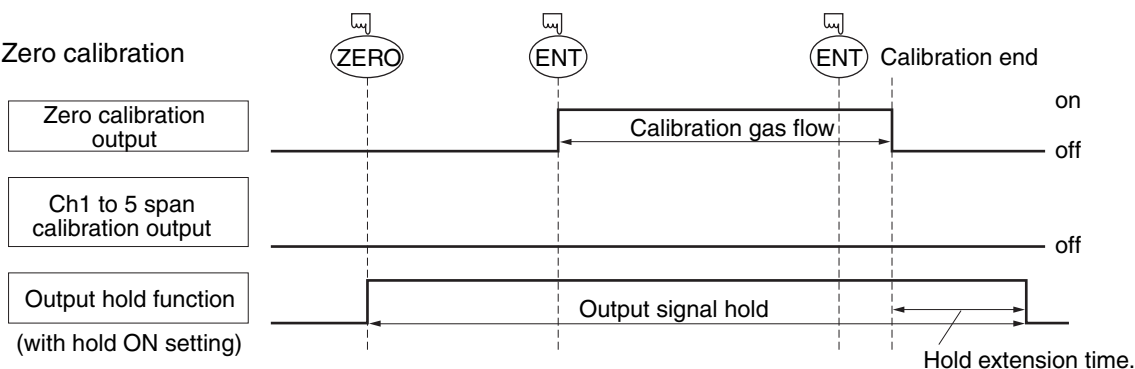 Zero calibration
ZERO
ENT
ENT
Calibration end
Zero calibration
output
Calibration gas flow
on
off
Ch1 to 5 span
calibration output
off
Output hold function
Output signal hold
(with hold ON setting)
Hold extension time.